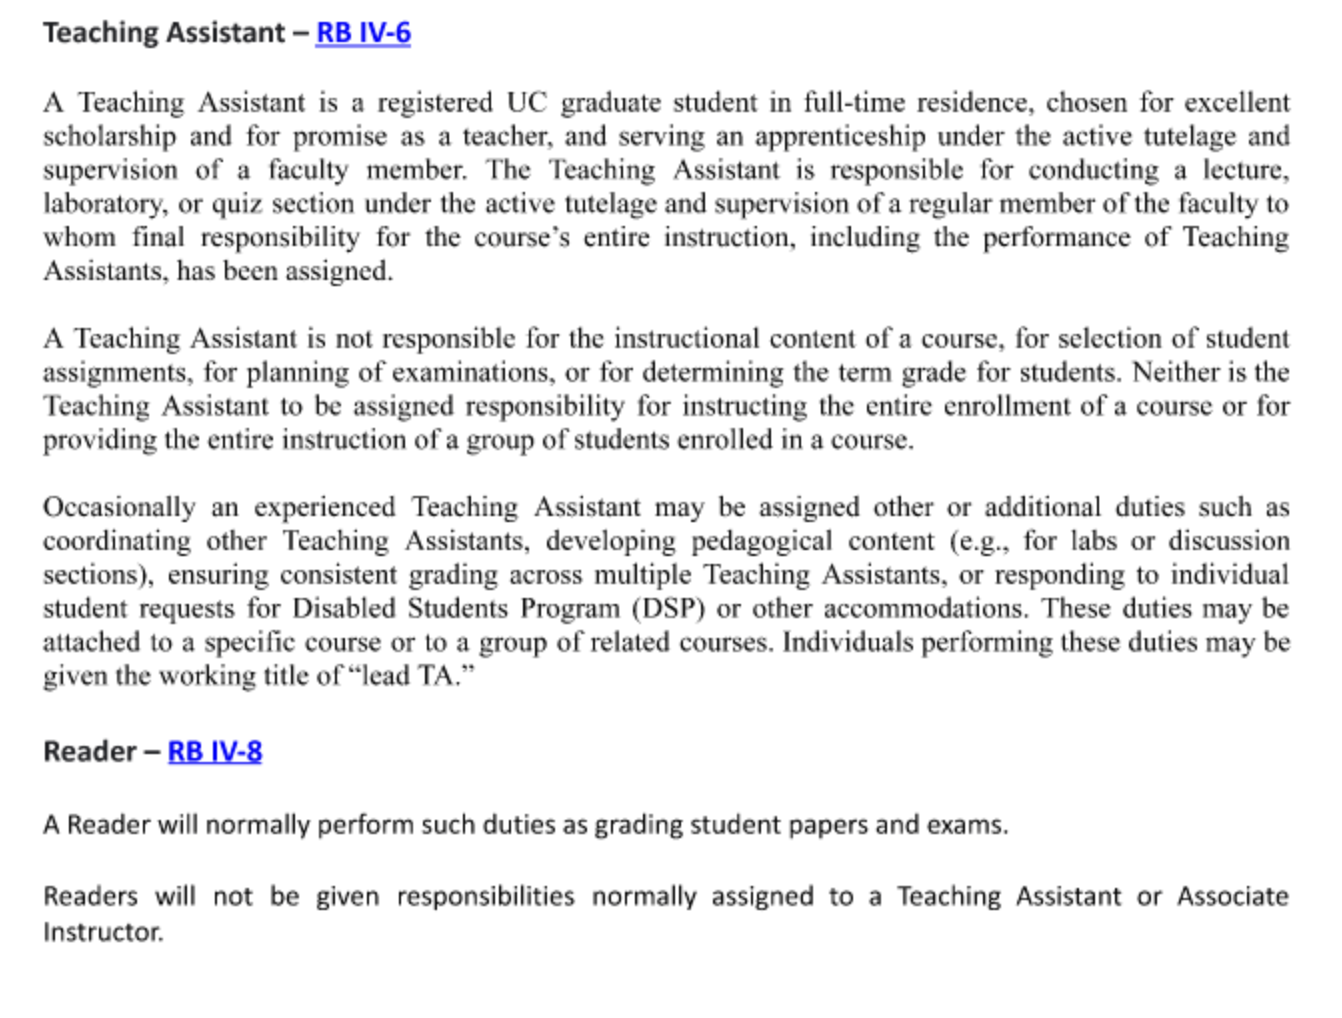 Teaching Assistant – RB IV-6
A Teaching Assistant is a registered UC graduate student in full-time residence, chosen for excellent
scholarship and for promise as a teacher, and serving an apprenticeship under the active tutelage and
supervision of a faculty member. The Teaching Assistant is responsible for conducting a lecture,
laboratory, or quiz section under the active tutelage and supervision of a regular member of the faculty to
whom final responsibility for the course’s entire instruction, including the performance of Teaching
Assistants, has been assigned.
A Teaching Assistant is not responsible for the instructional content of a course, for selection of student
assignments, for planning of examinations, or for determining the term grade for students. Neither is the
Teaching Assistant to be assigned responsibility for instructing the entire enrollment of a course or for
providing the entire instruction of a group of students enrolled in a course.
Occasionally an experienced Teaching Assistant may be assigned other or additional duties such as
coordinating other Teaching Assistants, developing pedagogical content (e.g., for labs or discussion
sections), ensuring consistent grading across multiple Teaching Assistants, or responding to individual
student requests for Disabled Students Program (DSP) or other accommodations. These duties may be
attached to a specific course or to a group of related courses. Individuals performing these duties may be
given the working title of “lead TA.”
Reader – RB IV-8
A Reader will normally perform such duties as grading student papers and exams.
Readers will not be given responsibilities normally assigned to a Teaching Assistant or Associate
Instructor.